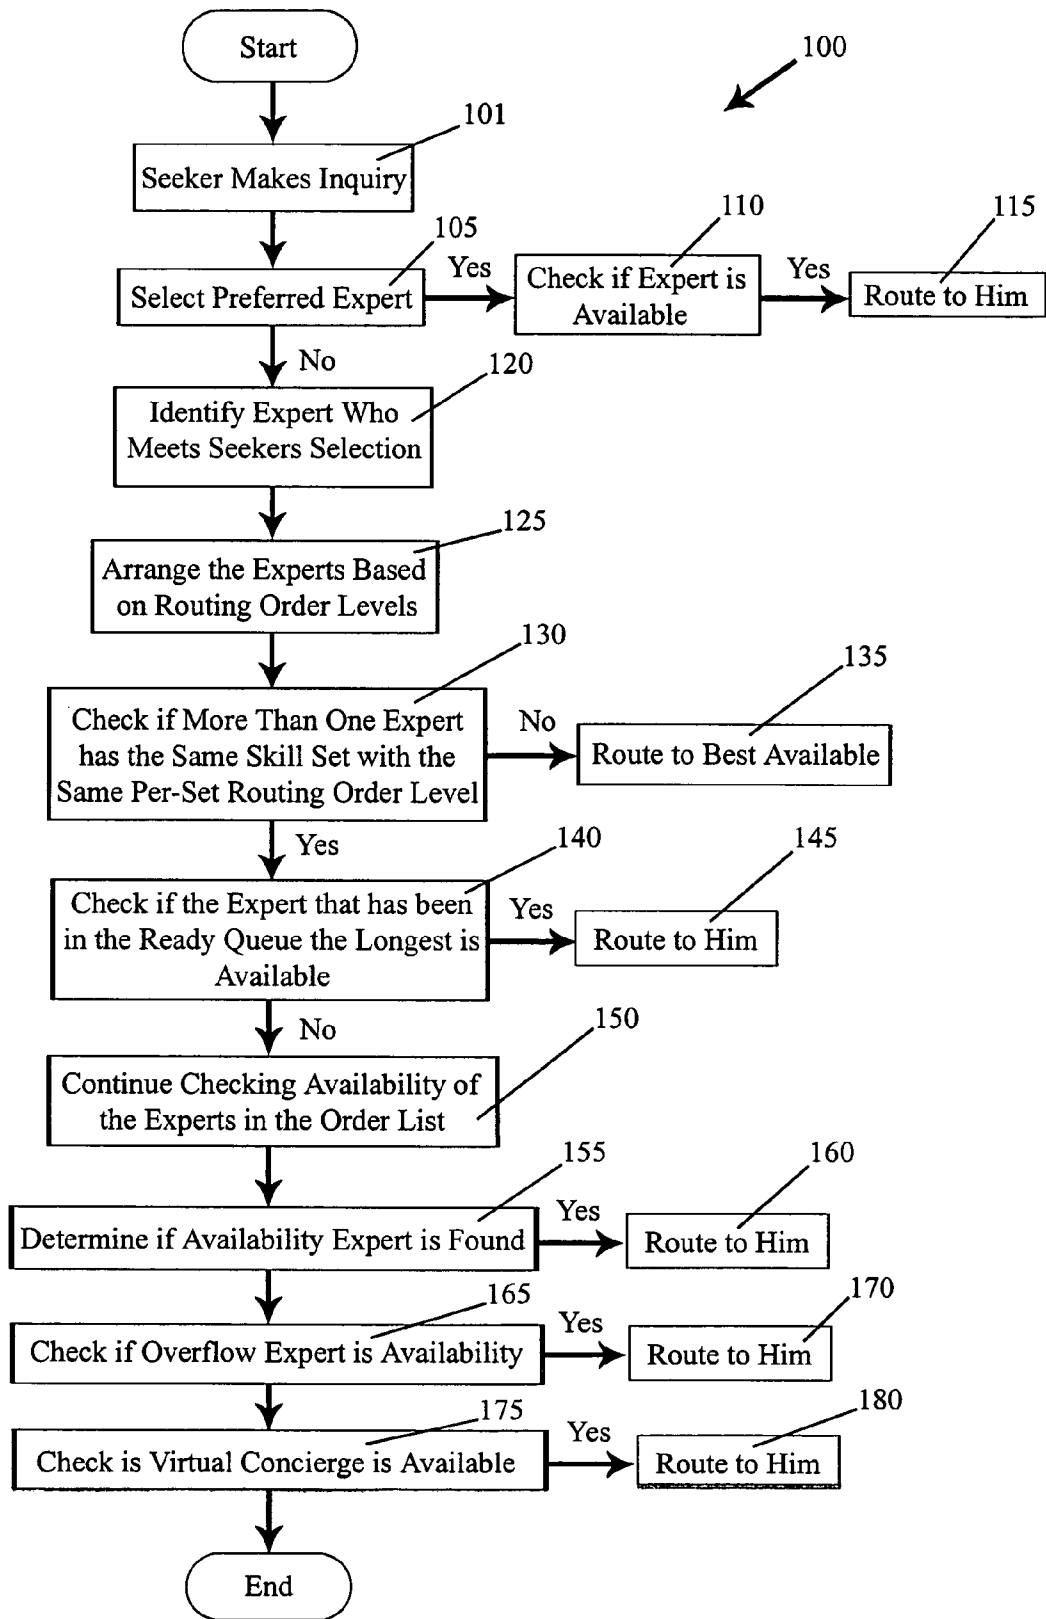 Start
100
101
Seeker Makes Inquiry
105
110
115
Select Preferred Expert
Yes
Check if Expert is
Available
Yes
Route to Him
No
120
Identify Expert Who
Meets Seekers Selection
125
Arrange the Experts Based
on Routing Order Levels
130
135
Check if More Than One Expert
has the Same Skill Set with the
Same Per-Set Routing Order Level
No
Route to Best Available
Yes
140
145
Check if the Expert that has been
in the Ready Queue the Longest is
Available
Yes
Route to Him
No
150
Continue Checking Availability of
the Experts in the Order List
155
160
Determine if Availability Expert is Found
Yes
Route to Him
165
170
Check if Overflow Expert is Availability
Yes
Route to Him
175
180
Check is Virtual Concierge is Available
Yes
Route to Him
End